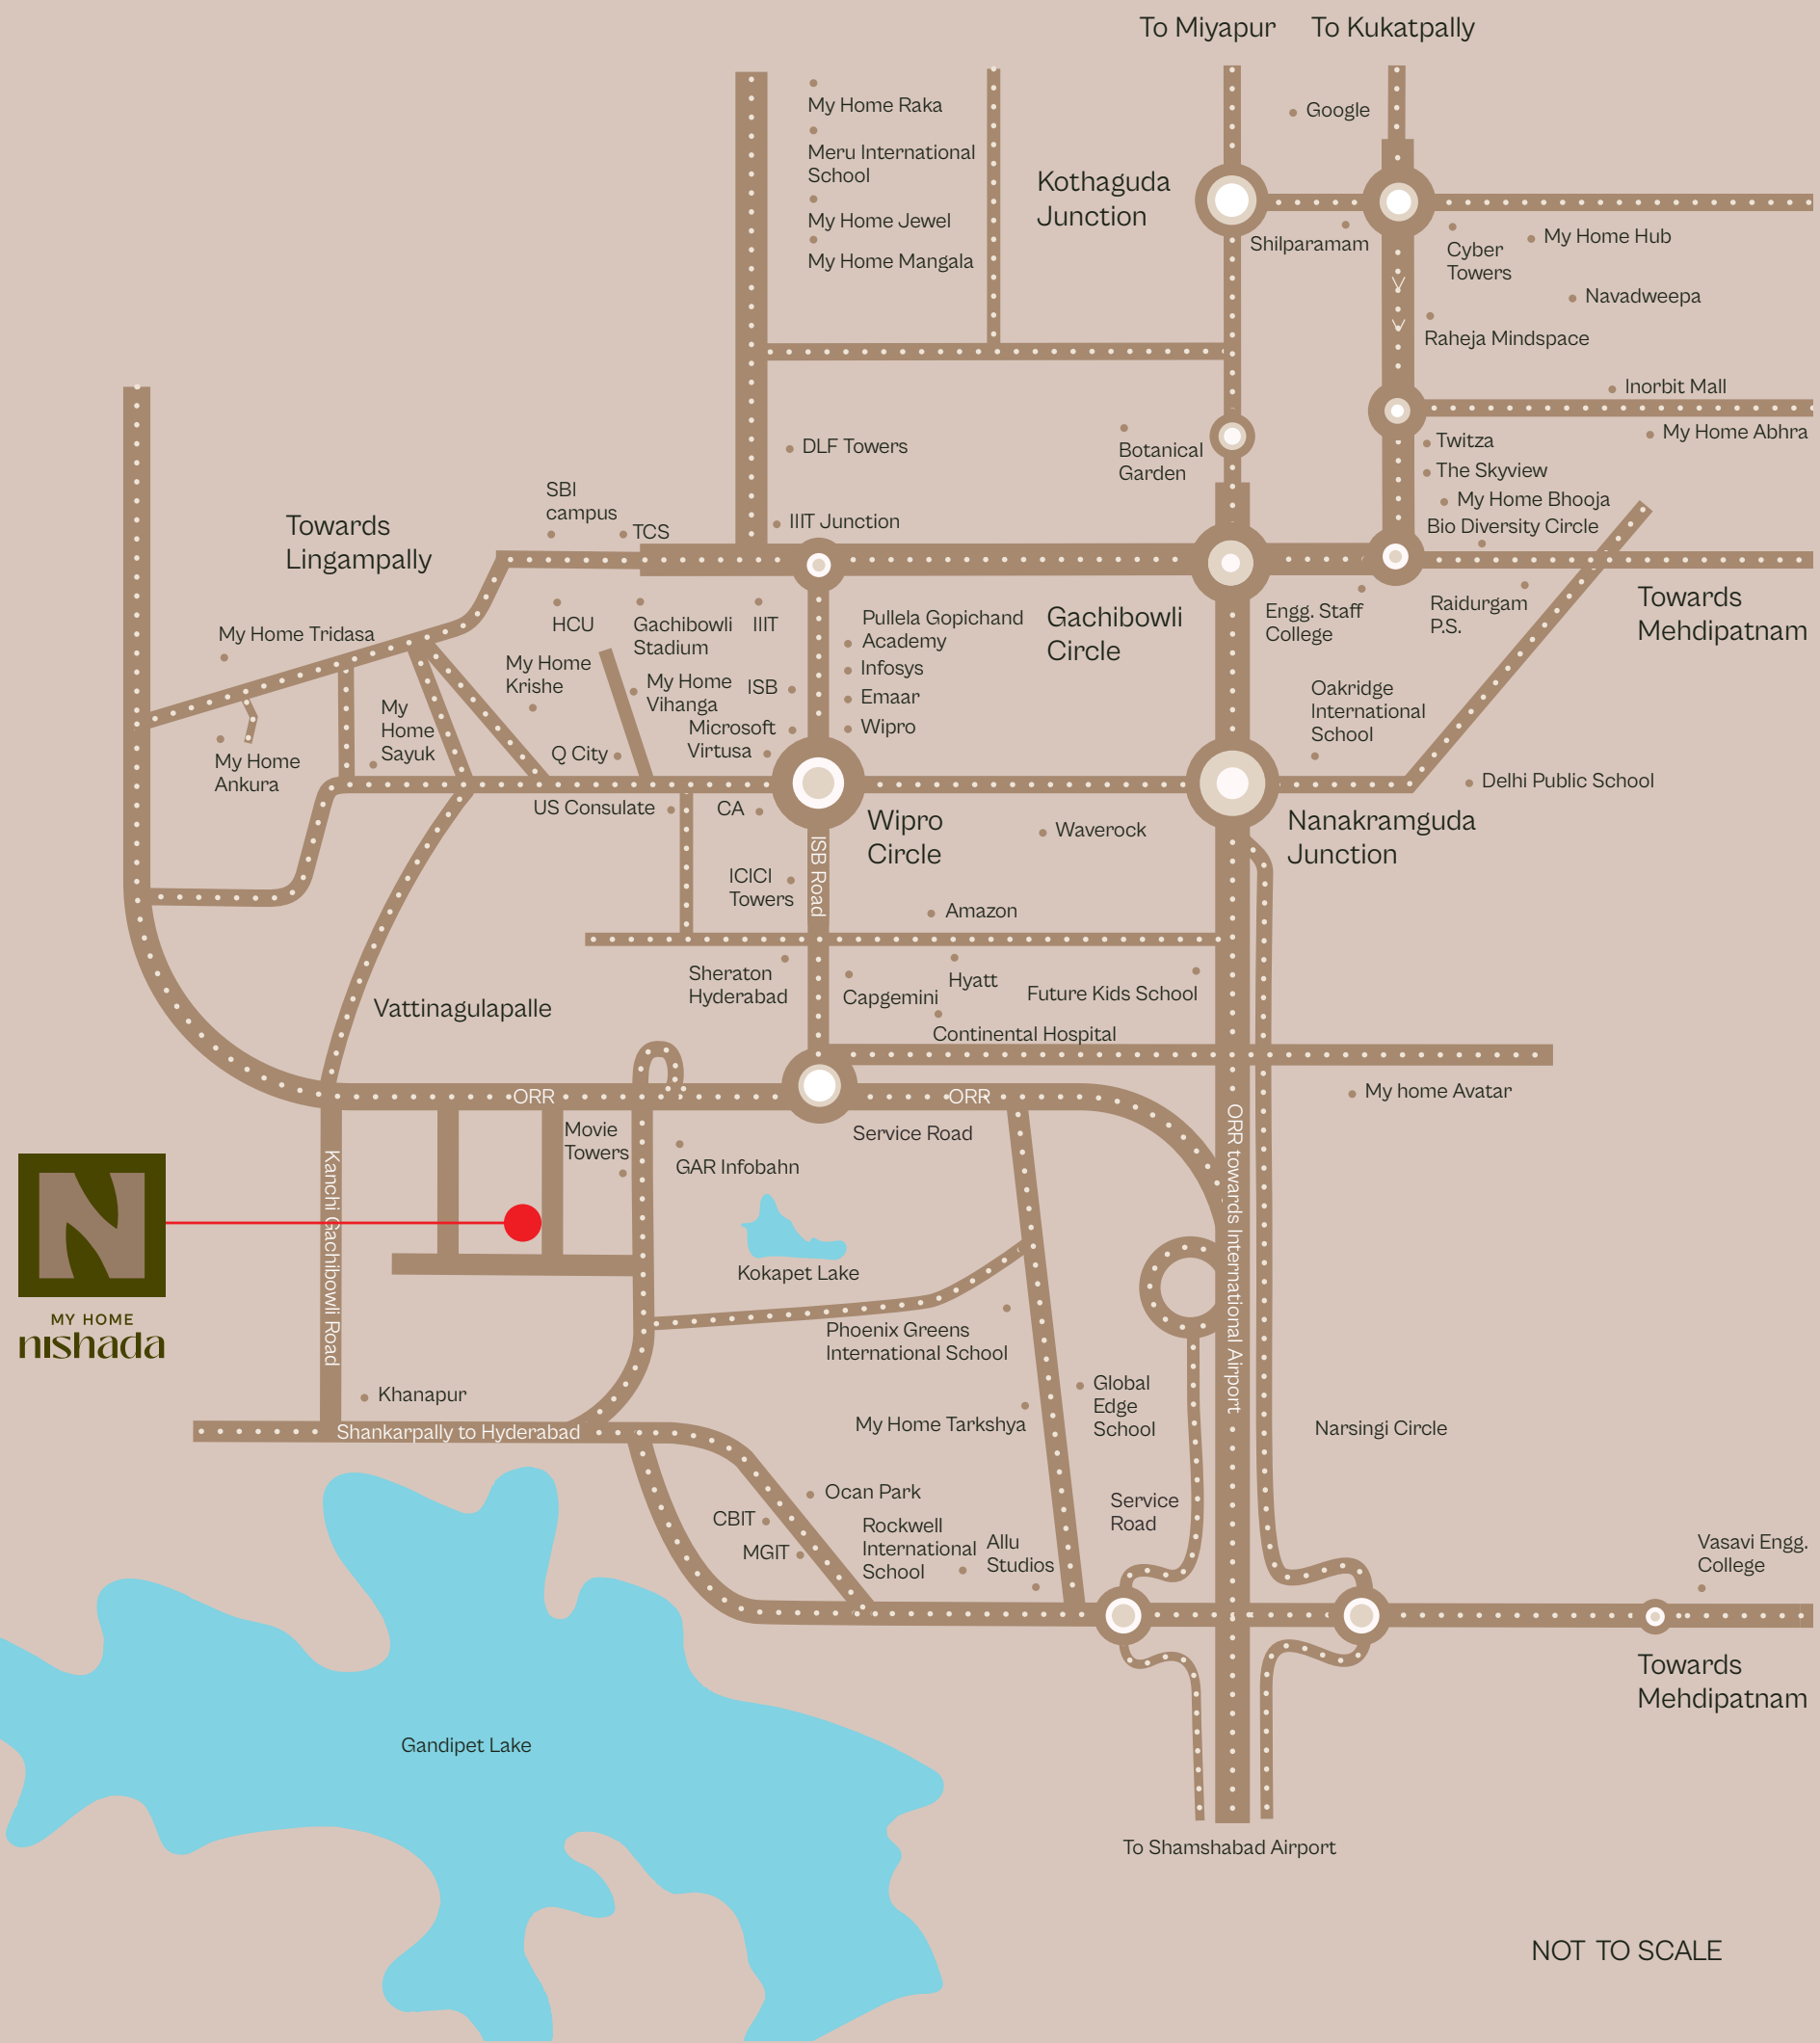 To Miyapur
To Kukatpally
My Home Raka
Google
Meru International
School
Kothaguda
Junction
My Home Jewel
Shilparamam
Cyber
Towers
My Home Hub
My Home Mangala
Navadweepa
Raheja Mindspace
Inorbit Mall
DLF Towers
Botanical
Garden
Twitza
My Home Abhra
The Skyview
SBI
campus
My Home Bhooja
Towards
Lingampally
TCS
IIIT Junction
Bio Diversity Circle
My Home Tridasa
HCU
Gachibowli
Stadium
IIIT
Pullela Gopichand
Academy
Gachibowli
Circle
Engg. Staff
College
Raidurgam
P.S.
Towards
Mehdipatnam
My Home
Krishe
My Home
Vihanga
ISB
Infosys
Emaar
Oakridge
International
School
My
Home
Sayuk
Microsoft
Virtusa
Wipro
My Home
Ankura
Q City
Delhi Public School
US Consulate
CA
Wipro
Circle
Waverock
Nanakramguda
Junction
ISB Road
ICICI
Towers
Amazon
Sheraton
Hyderabad
Capgemini
Hyatt
Future Kids School
Vattinagulapalle
Continental Hospital
ORR
ORR
My home Avatar
Movie
Towers
Service Road
GAR Infobahn
Kanchi Gachibowli Road
ORR towards International Airport
Kokapet Lake
N
MY HOME
nishada
Phoenix Greens
International School
Khanapur
Global
Edge
School
My Home Tarkshya
Narsingi Circle
Shankarpally to Hyderabad
Ocan Park
CBIT
MGIT
Rockwell
International
School
Allu
Studios
Service
Road
Vasavi Engg.
College
Towards
Mehdipatnam
Gandipet Lake
To Shamshabad Airport
NOT TO SCALE